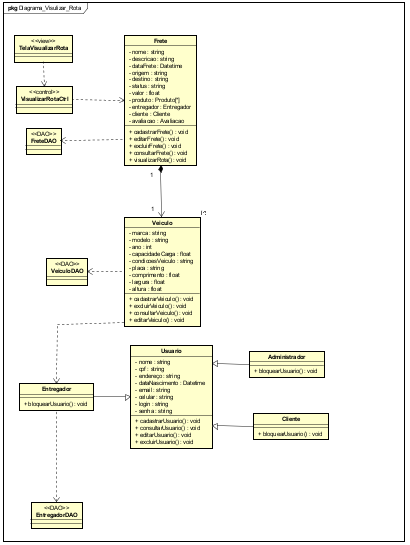 pkg Diagrama_Visulizar_Rota
<<view>>
TelaVisualizarRota
<<control>>
VisualizarRotaCtrl
<<DAO>>
FreteDAO
Frete
- nome : string
- descricao : string
- dataFrete : Datetime
- origem : string
- destino : string
- status : string
- valor : float
- produto : Produto[*]
- entregador : Entregador
- cliente : Cliente
- avaliacao : Avaliacao
+ cadastrarFrete() : void
+ editarFrete() : void
+ excluirFrete() : void
+ consultarFrete() : void
+ visualizarRota() : void
1
1
Veiculo
- marca : string
- modelo : string
- ano : int
- capacidadeCarga : float
- condicoesVeiculo : string
- placa : string
- comprimento : float
- largura : float
- altura : float
+ cadastrarVeiculo() : void
+ excluirVeiculo() : void
+ consultarVeiculo() : void
+ editarVeiculo() : void
<<DAO>>
VeiculoDAO
Usuario
- nome : string
- cpf : string
- endereço : string
- dataNascimento : Datetime
- email : string
- celular : string
- login : string
- senha : string
+ cadastrarUsuario() : void
+ consultarUsuario() : void
+ editarUsuario() : void
+ excluirUsuario() : void
Administrador
+ bloquearUsuario() : void
Entregador
+ bloquearUsuario() : void
Cliente
+ bloquearUsuario() : void
<<DAO>>
EntregadorDAO